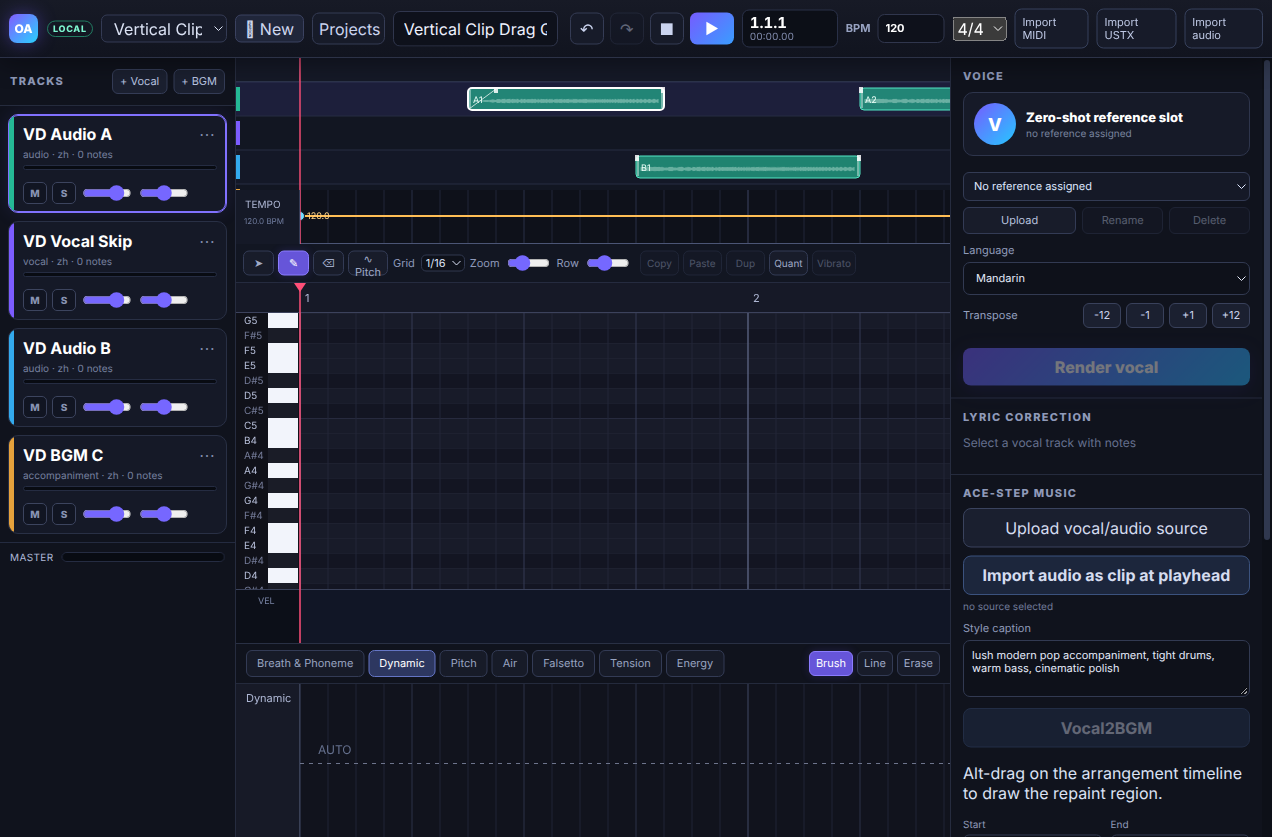 OA
LOCAL
Vertical Clip
New
Projects
Vertical Clip Drag
1.1.1
00:00.00
BPM
120
4/4
Import MIDI
Import USTX
Import audio
TRACKS
+ Vocal
+ BGM
VD Audio A
audio · zh · 0 notes
M
S
VD Vocal Skip
vocal · zh · 0 notes
M
S
VD Audio B
audio · zh · 0 notes
M
S
VD BGM C
accompaniment · zh · 0 notes
M
S
MASTER
A1
A2
B1
TEMPO
120.0 BPM
120.0
Pitch
Grid
1/16
Zoom
Row
Copy
Paste
Dup
Quant
Vibrato
1
2
G5
F#5
F5
E5
D#5
D5
C#5
C5
B4
A#4
A4
G#4
G4
F#4
F4
E4
D#4
D4
VEL
Breath & Phoneme
Dynamic
Pitch
Air
Falsetto
Tension
Energy
Brush
Line
Erase
Dynamic
AUTO
VOICE
V
Zero-shot reference slot
no reference assigned
No reference assigned
Upload
Rename
Delete
Language
Mandarin
Transpose
-12
-1
+1
+12
Render vocal
LYRIC CORRECTION
Select a vocal track with notes
ACE-STEP MUSIC
Upload vocal/audio source
Import audio as clip at playhead
no source selected
Style caption
lush modern pop accompaniment, tight drums,
warm bass, cinematic polish
Vocal2BGM
Alt-drag on the arrangement timeline
to draw the repaint region.
Start
End